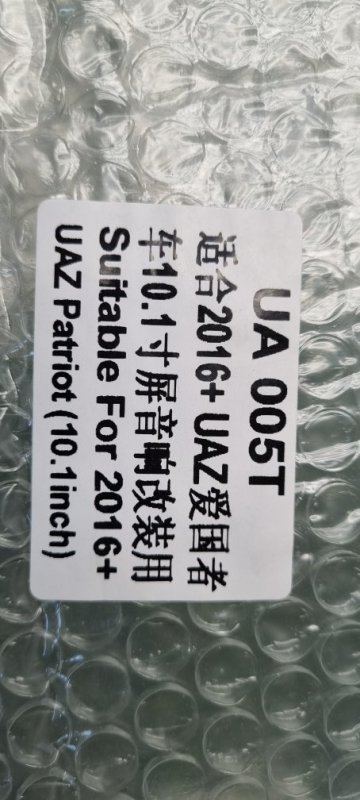 UA 005T
适合2016+ UAZ爱国者
车10.1寸屏音响改装用
Suitable For 2016+
UAZ Patriot (10.1inch)